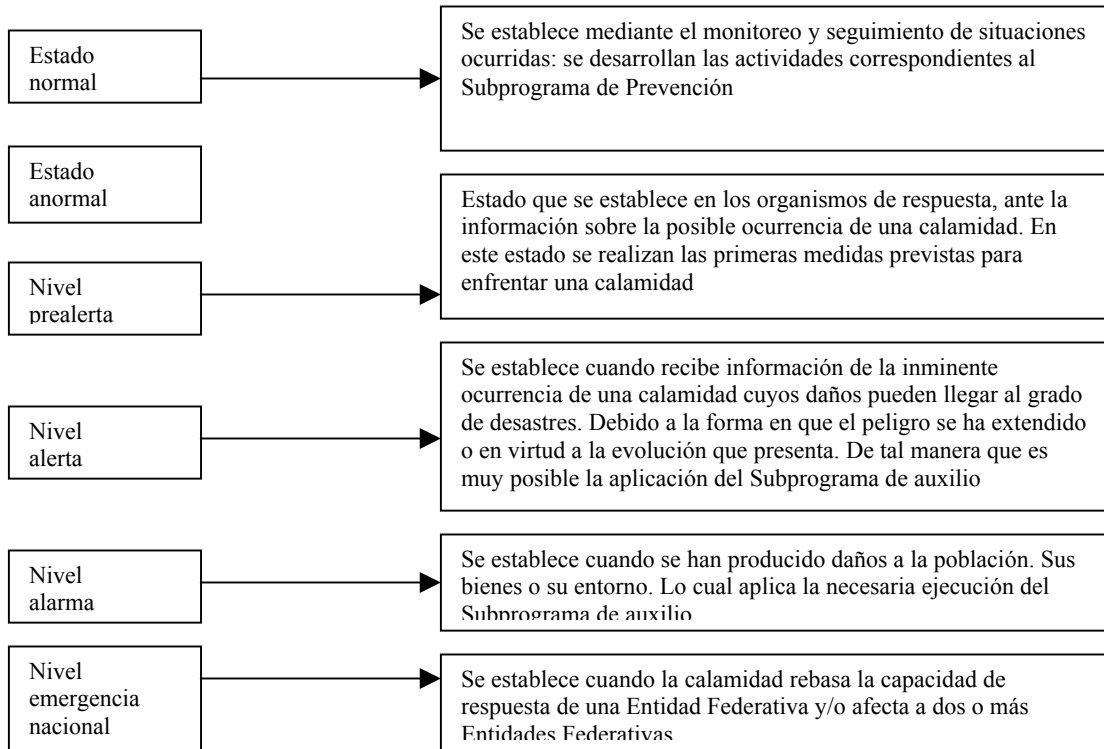 Estado
normal
Se establece mediante el monitoreo y seguimiento de situaciones
ocurridas: se desarrollan las actividades correspondientes al
Subprograma de Prevención
Estado
anormal
Nivel
prealerta
Estado que se establece en los organismos de respuesta, ante la
información sobre la posible ocurrencia de una calamidad. En
este estado se realizan las primeras medidas previstas para
enfrentar una calamidad
Nivel
alerta
Se establece cuando recibe información de la inminente
ocurrencia de una calamidad cuyos daños pueden llegar al grado
de desastres. Debido a la forma en que el peligro se ha extendido
o en virtud a la evolución que presenta. De tal manera que es
muy posible la aplicación del Subprograma de auxilio
Nivel
alarma
Se establece cuando se han producido daños a la población. Sus
bienes o su entorno. Lo cual aplica la necesaria ejecución del
Subprograma de auxilio
Nivel
emergencia
nacional
Se establece cuando la calamidad rebasa la capacidad de
respuesta de una Entidad Federativa y/o afecta a dos o más
Entidades Federativas